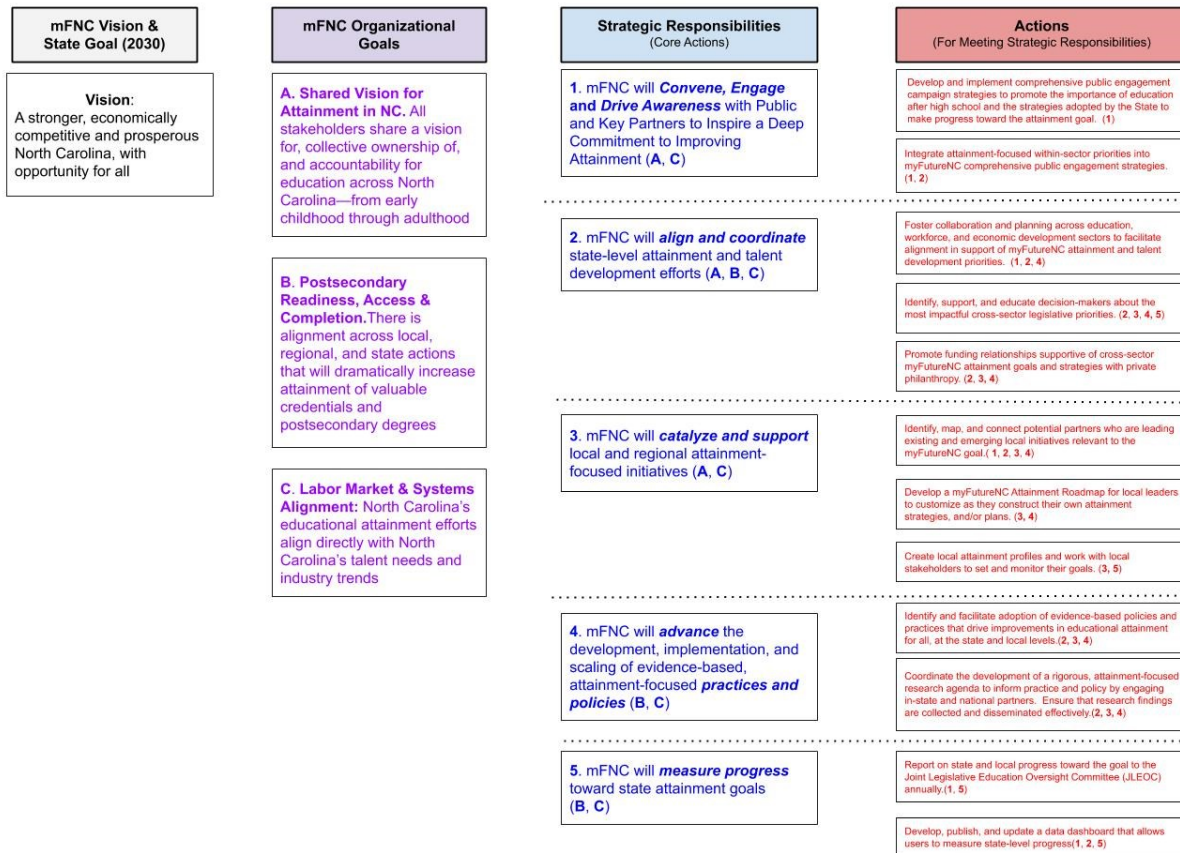 mFNC Vision &
State Goal (2030)
Vision:
A stronger, economically
competitive and prosperous
North Carolina, with
opportunity for all
mFNC Organizational
Goals
A. Shared Vision for
Attainment in NC. All
stakeholders share a vision
for, collective ownership of,
and accountability for
education across North
Carolina—from early
childhood through adulthood
B. Postsecondary
Readiness, Access &
Completion.There is
alignment across local,
regional, and state actions
that will dramatically increase
attainment of valuable
credentials and
postsecondary degrees
C. Labor Market & Systems
Alignment: North Carolina's
educational attainment efforts
align directly with North
Carolina's talent needs and
industry trends
Strategic Responsibilities
(Core Actions)
1. mFNC will Convene, Engage
and Drive Awareness with Public
and Key Partners to Inspire a Deep
Commitment to Improving
Attainment (A, C)
2. mFNC will align and coordinate
state-level attainment and talent
development efforts (A, B, C)
3. mFNC will catalyze and support
local and regional attainment-
focused initiatives (A, C)
4. mFNC will advance the
development, implementation, and
scaling of evidence-based,
attainment-focused practices and
policies (B, C)
5. mFNC will measure progress
toward state attainment goals
(B, C)
Actions
(For Meeting Strategic Responsibilities)
Develop and implement comprehensive public engagement
campaign strategies to promote the importance of education
after high school and the strategies adopted by the State to
make progress toward the attainment goal. (1)
Integrate attainment-focused within-sector priorities into
myFutureNC comprehensive public engagement strategies.
(1, 2)
Foster collaboration and planning across education,
workforce, and economic development sectors to facilitate
alignment in support of myFutureNC attainment and talent
development priorities. (1, 2, 4)
Identify, support, and educate decision-makers about the
most impactful cross-sector legislative priorities. (2, 3, 4, 5)
Promote funding relationships supportive of cross-sector
myFutureNC attainment goals and strategies with private
philanthropy. (2, 3, 4)
Identify, map, and connect potential partners who are leading
existing and emerging local initiatives relevant to the
myFutureNC goal.( 1, 2, 3, 4)
Develop a myFutureNC Attainment Roadmap for local leaders
to customize as they construct their own attainment
strategies, and/or plans. (3, 4)
Create local attainment profiles and work with local
stakeholders to set and monitor their goals. (3, 5)
Identify and facilitate adoption of evidence-based policies and
practices that drive improvements in educational attainment
for all, at the state and local levels.(2, 3, 4)
Coordinate the development of a rigorous, attainment-focused
research agenda to inform practice and policy by engaging
in-state and national partners. Ensure that research findings
are collected and disseminated effectively.(2, 3, 4)
Report on state and local progress toward the goal to the
Joint Legislative Education Oversight Committee (JLEOC)
annually.(1, 5)
Develop, publish, and update a data dashboard that allows
users to measure state-level progress(1, 2, 5)